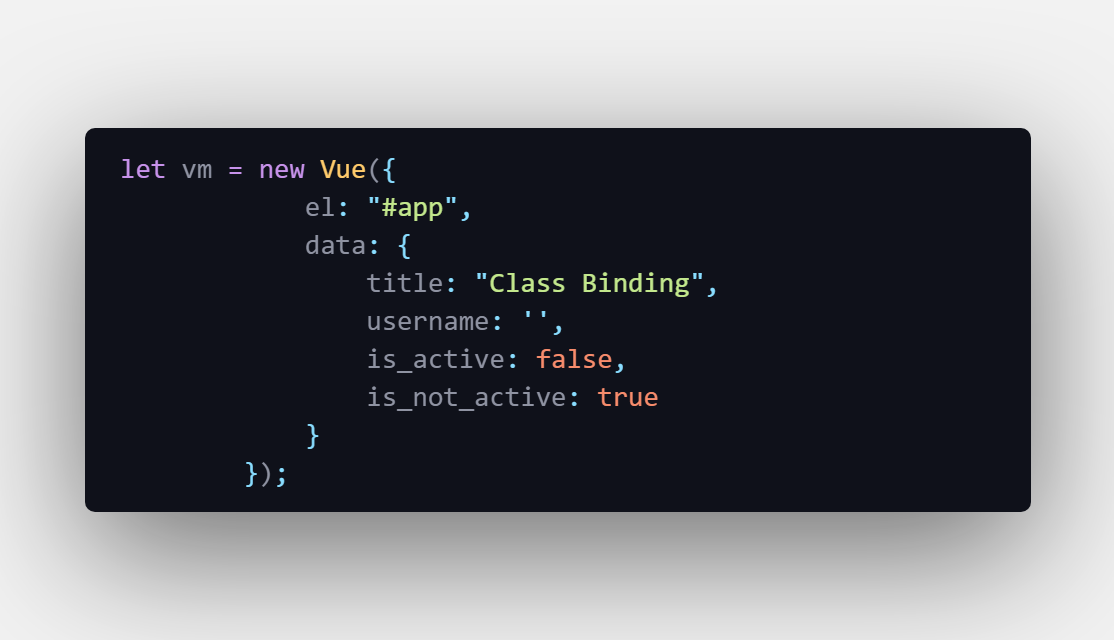 let vm = new Vue({
            el: "#app",
            data: {
                title: "Class Binding",
                username: '',
                is_active: false,
                is_not_active: true
            }
        });